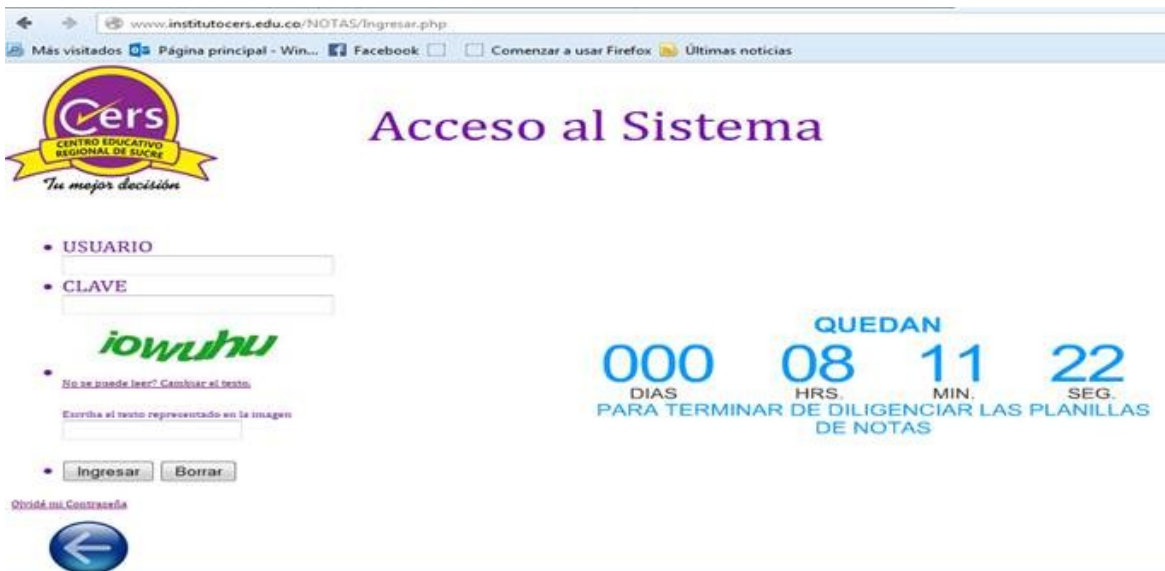 www.institutocers.edu.co/NOTAS/Ingresar.php
Más visitados Página principal - Win... Facebook Comenzar a usar Firefox Últimas noticias
Cers
CENTRO EDUCATIVO
REGIONAL DE SUCRE
Tu mejor decisión
Acceso al Sistema
USUARIO
CLAVE
iowuhu
No se puede leer? Cambiar el texto.
Escriba el texto representado en la imagen
Ingresar Borrar
Olvidé mi Contraseña
QUEDAN
000 08 11 22
DIAS HRS. MIN. SEG.
PARA TERMINAR DE DILIGENCIAR LAS PLANILLAS
DE NOTAS